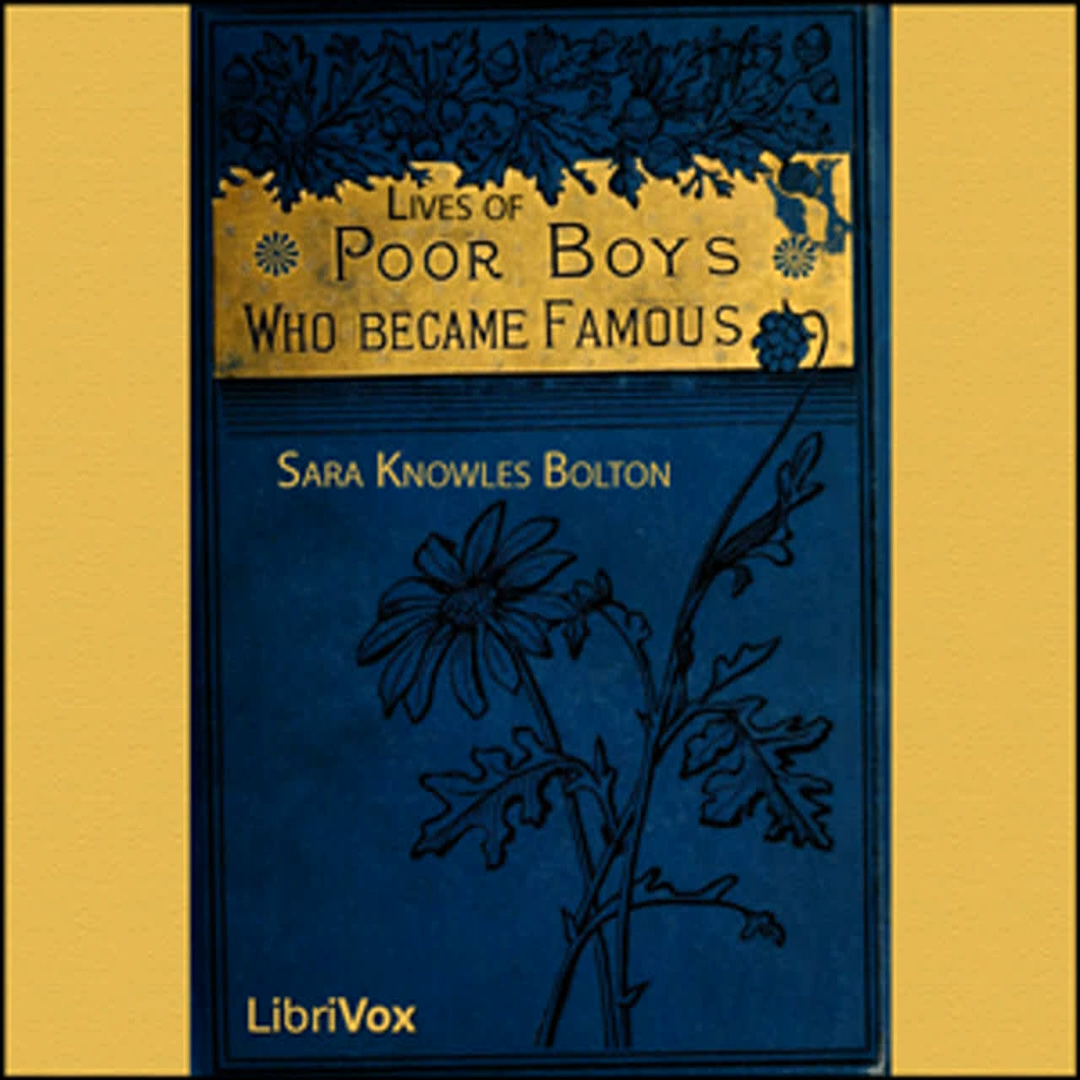 Lives of
Poor Boys
Who became Famous
Sara Knowles Bolton
LibriVox